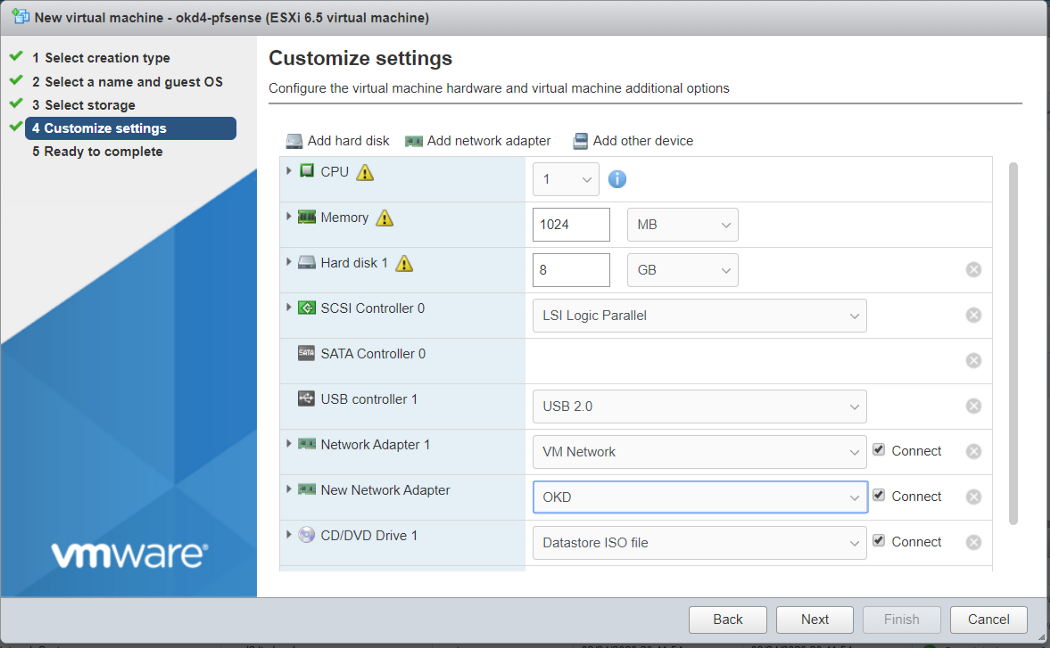 New virtual machine - okd4-pfsense (ESXi 6.5 virtual machine)
1 Select creation type
2 Select a name and guest OS
3 Select storage
4 Customize settings
5 Ready to complete
vmware®
Customize settings
Configure the virtual machine hardware and virtual machine additional options
Add hard disk Add network adapter Add other device
CPU 1
Memory 1024 MB
Hard disk 1 8 GB
SCSI Controller 0 LSI Logic Parallel
SATA SATA Controller 0
USB controller 1 USB 2.0
Network Adapter 1 VM Network Connect
New Network Adapter OKD Connect
CD/DVD Drive 1 Datastore ISO file Connect
Back Next Finish Cancel